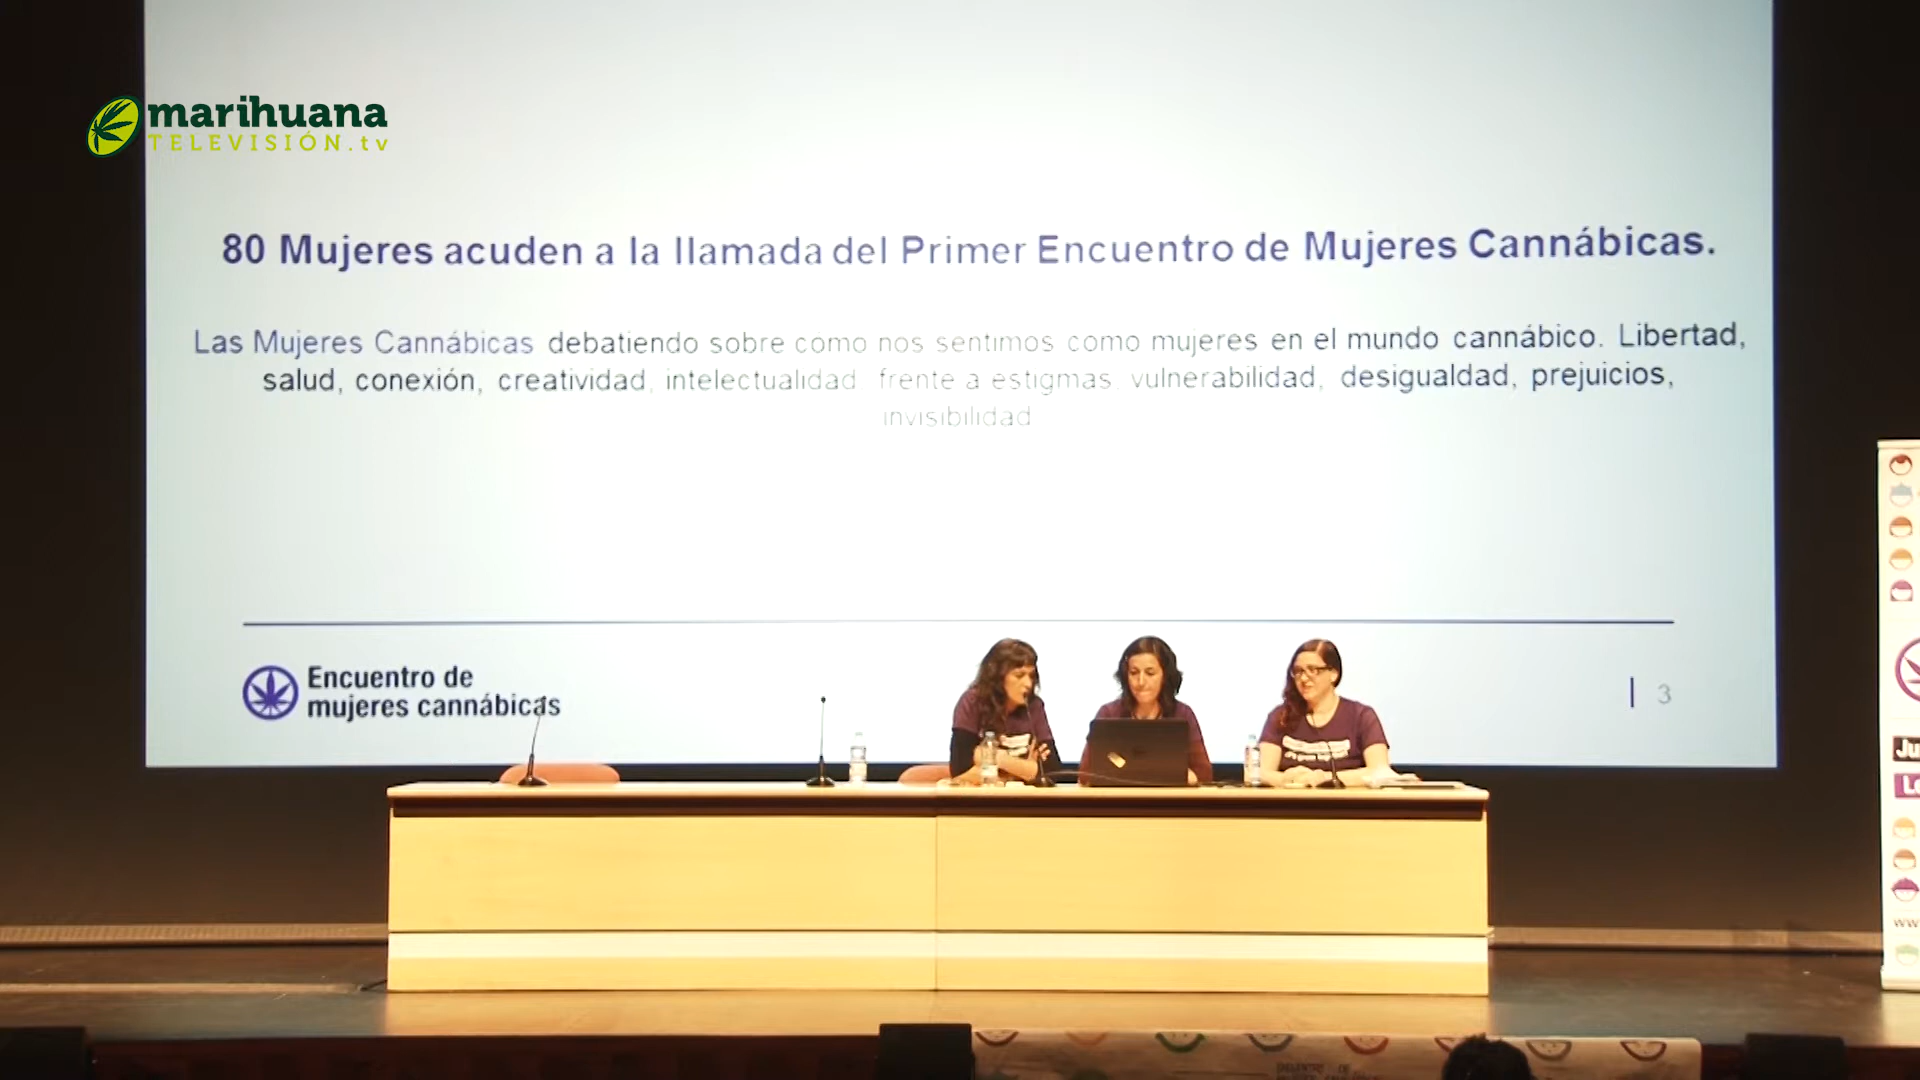 marihuana
TELEVISIÓN.tv
80 Mujeres acuden a la llamada del Primer Encuentro de Mujeres Cannábicas.
Las Mujeres Cannábicas debatiendo sobre cómo nos sentimos como mujeres en el mundo cannábico. Libertad,
salud, conexión, creatividad, intelectualidad frente a estigmas, vulnerabilidad, desigualdad, prejuicios,
invisibilidad
Encuentro de
mujeres cannábicas
3